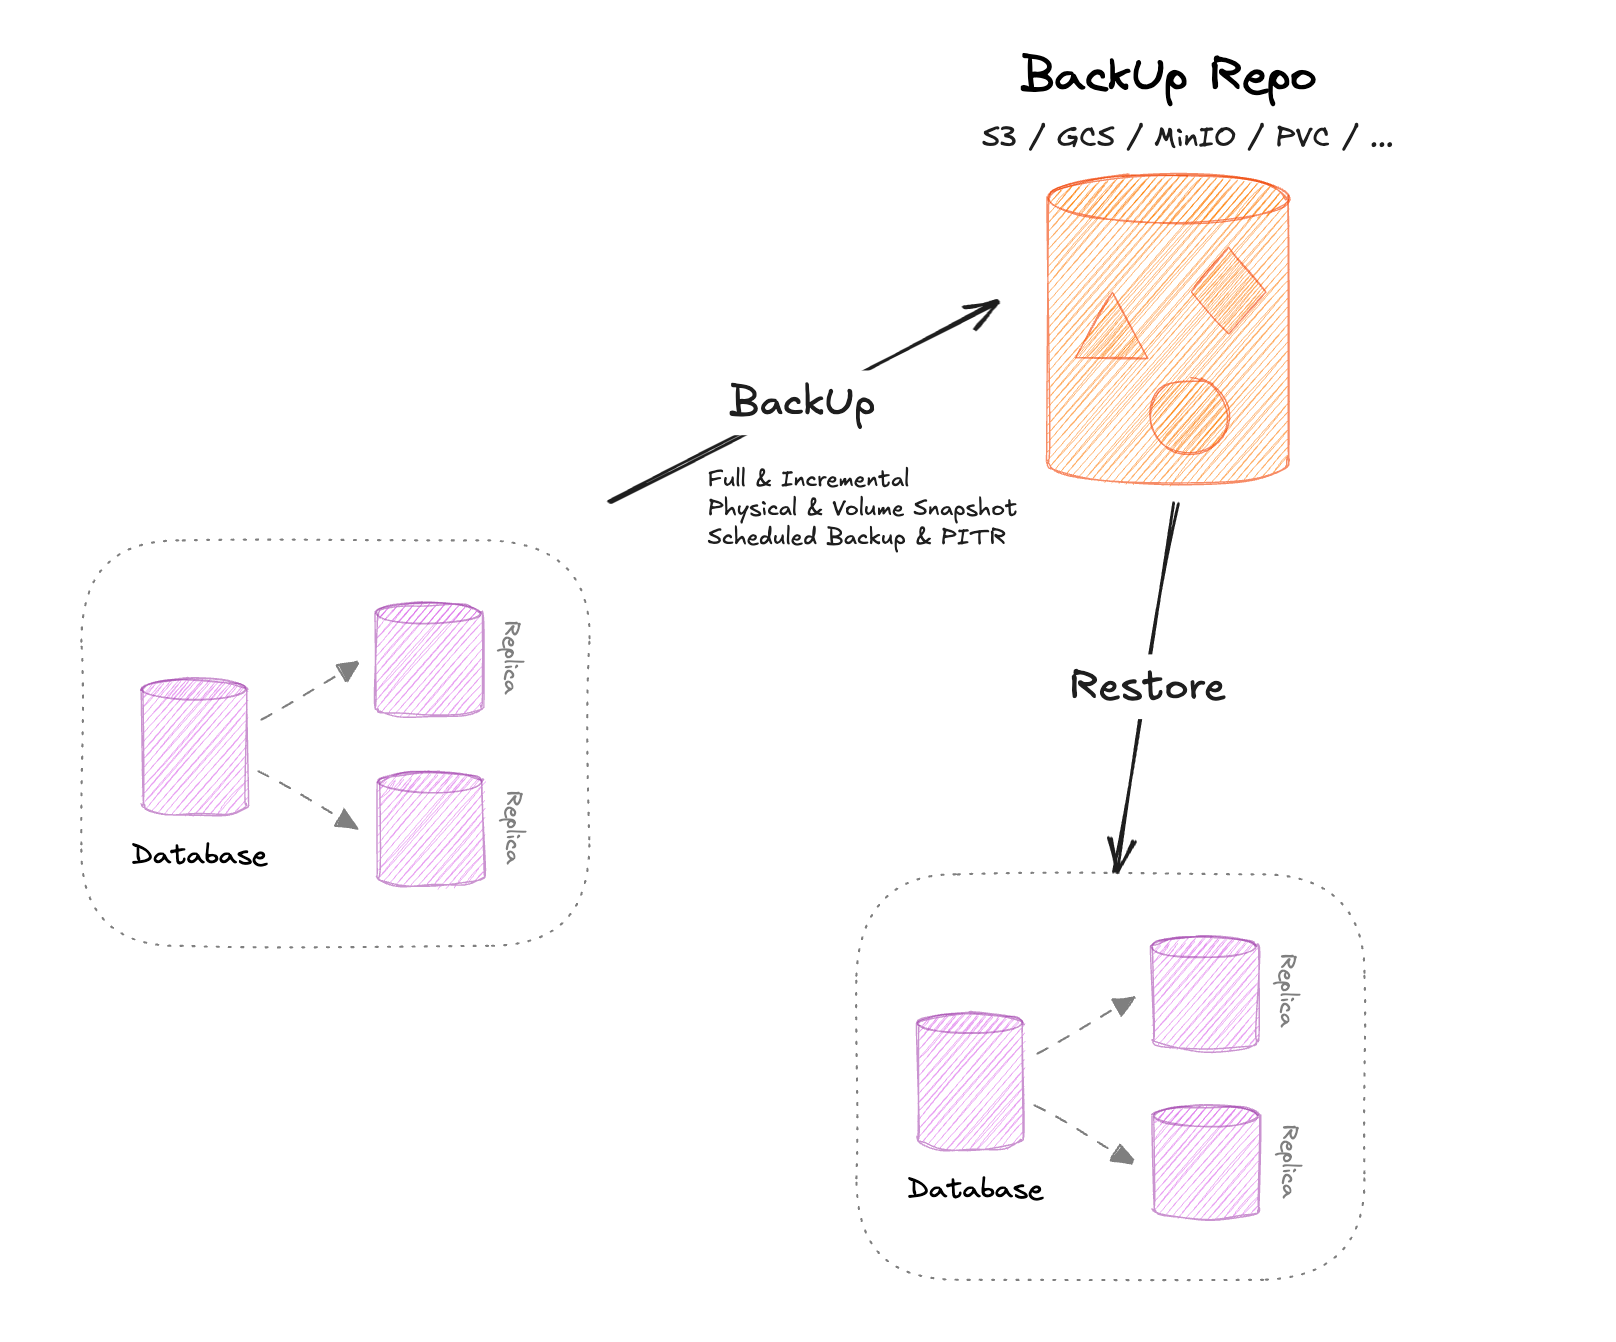 BackUp Repo
S3 / GCS / MinIO / PVC / ...
BackUp
Full & Incremental
Physical & Volume Snapshot
Scheduled Backup & PITR
Replica
Replica
Database
Restore
Replica
Replica
Database